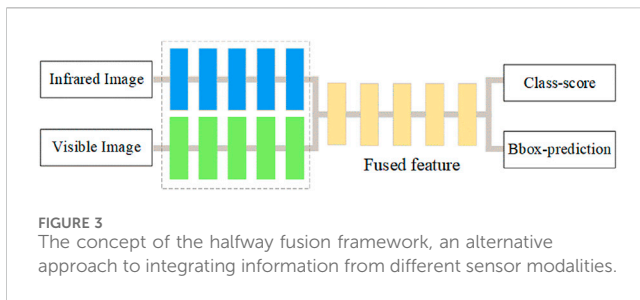 Infrared Image
Visible Image
Fused feature
Class-score
Bbox-prediction
FIGURE 3
The concept of the halfway fusion framework, an alternative
approach to integrating information from different sensor modalities.